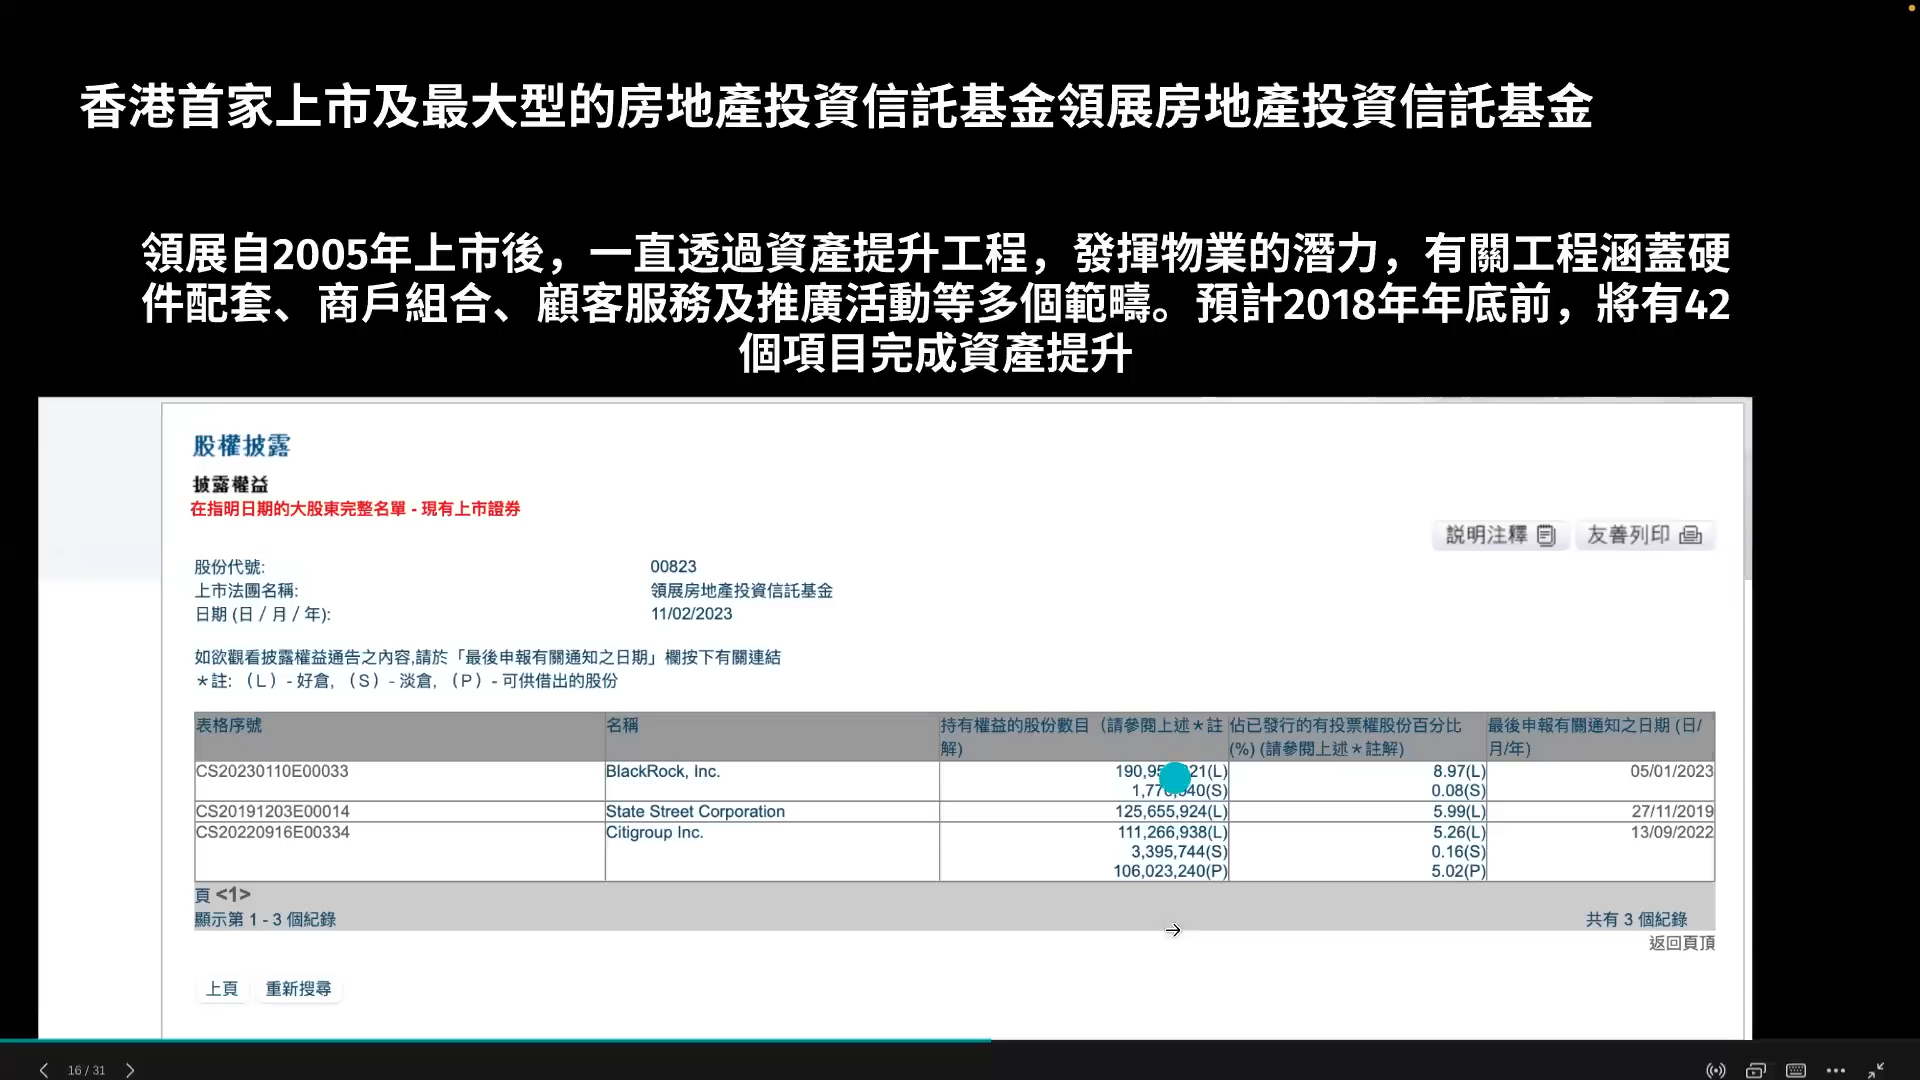 香港首家上市及最大型的房地產投資信託基金領展房地產投資信託基金
領展自2005年上市後，一直透過資產提升工程，發揮物業的潛力，有關工程涵蓋硬
件配套、商戶組合、顧客服務及推廣活動等多個範疇。預計2018年年底前，將有42
個項目完成資產提升
股權披露
披露權益
在指明日期的大股東完整名單 - 現有上市證券
説明注釋 友善列印
股份代號: 00823
上市法團名稱: 領展房地產投資信託基金
日期 (日 / 月 / 年): 11/02/2023
如欲觀看披露權益通告之內容,請於「最後申報有關通知之日期」欄按下有關連結
＊註: （L）- 好倉, （S）- 淡倉, （P）- 可供借出的股份
表格序號 名稱 持有權益的股份數目（請參閱上述＊註 佔已發行的有投票權股份百分比 最後申報有關通知之日期 (日/
解) (%) (請參閱上述＊註解) 月/年)
CS20230110E00033 BlackRock, Inc. 8.97(L) 05/01/2023
0.08(S)
CS20191203E00014 State Street Corporation 125,655,924(L) 5.99(L) 27/11/2019
CS20220916E00334 Citigroup Inc. 111,266,938(L) 5.26(L) 13/09/2022
3,395,744(S) 0.16(S)
106,023,240(P) 5.02(P)
頁 <1>
顯示第 1 - 3 個紀錄 共有 3 個紀錄
返回頁頂
上頁 重新搜尋
16 / 31